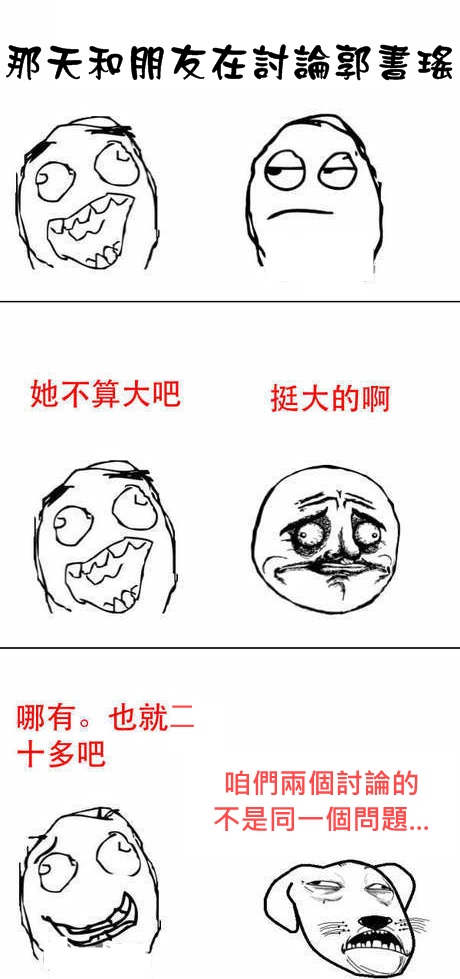 那天和朋友在討論郭書瑤
她不算大吧
挺大的啊
哪有。也就二
十多吧
咱們兩個討論的
不是同一個問題...